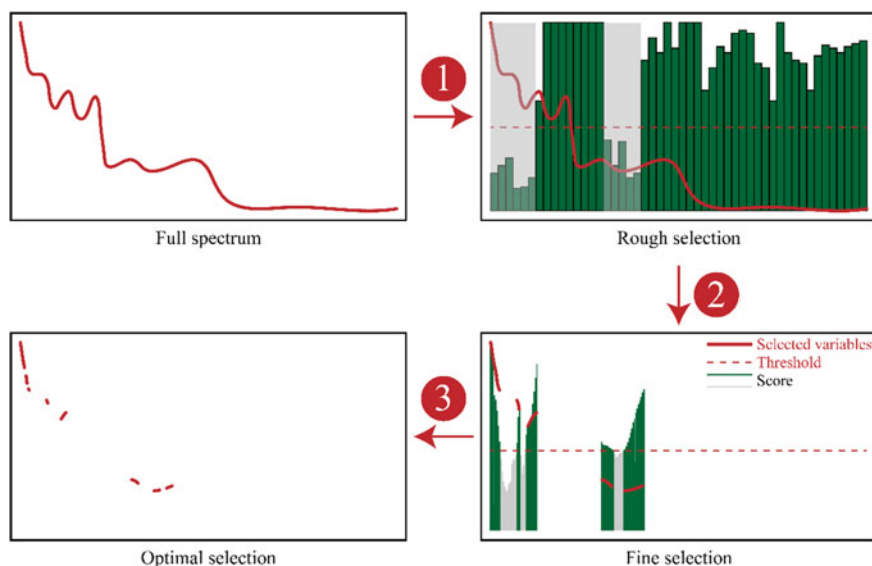 1
Full spectrum
Rough selection
2
Selected variables
Threshold
Score
3
Optimal selection
Fine selection